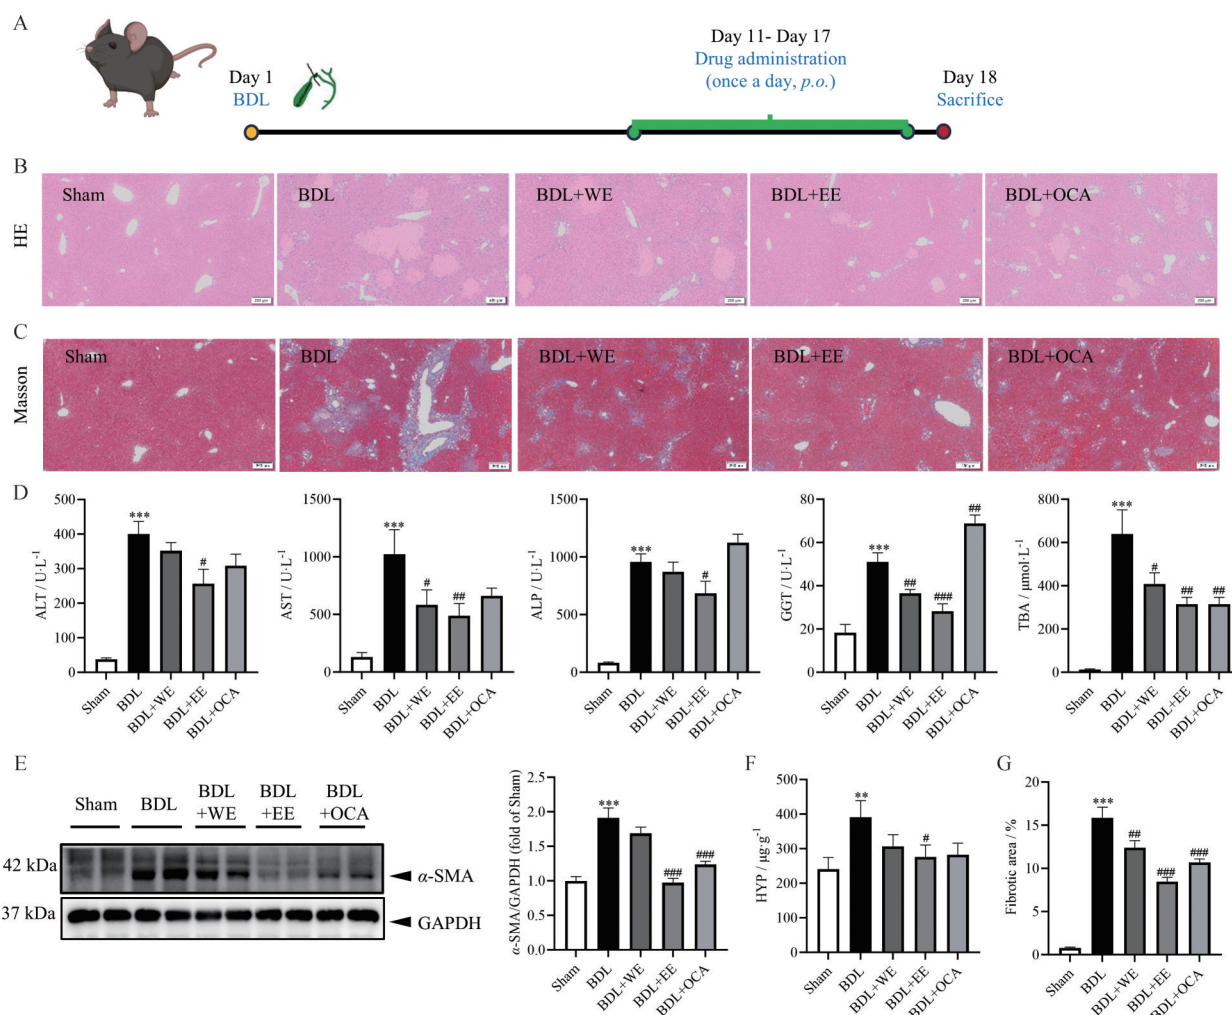 A
Day 1
BDL
Day 11- Day 17
Drug administration
(once a day, p.o.)
Day 18
Sacrifice
B
HE
Sham
BDL
BDL+WE
BDL+EE
BDL+OCA
200 μm
200 μm
200 μm
200 μm
C
Masson
Sham
BDL
BDL+WE
BDL+EE
BDL+OCA
D
ALT / U·L⁻¹
500
400
300
200
100
0
***
#
Sham
BDL
BDL+WE
BDL+EE
BDL+OCA
AST / U·L⁻¹
1500
1000
500
0
***
#
##
Sham
BDL
BDL+WE
BDL+EE
BDL+OCA
ALP / U·L⁻¹
1500
1000
500
0
***
#
Sham
BDL
BDL+WE
BDL+EE
BDL+OCA
GGT / U·L⁻¹
80
60
40
20
0
***
##
###
##
Sham
BDL
BDL+WE
BDL+EE
BDL+OCA
TBA / μmol·L⁻¹
800
600
400
200
0
***
#
##
##
Sham
BDL
BDL+WE
BDL+EE
BDL+OCA
E
Sham
BDL
BDL
+WE
BDL
+EE
BDL
+OCA
42 kDa
α-SMA
37 kDa
GAPDH
α-SMA/GAPDH (fold of Sham)
2.5
2.0
1.5
1.0
0.5
0.0
***
###
###
Sham
BDL
BDL+WE
BDL+EE
BDL+OCA
F
HYP / μg·g⁻¹
500
400
300
200
100
0
**
#
Sham
BDL
BDL+WE
BDL+EE
BDL+OCA
G
Fibrotic area / %
20
15
10
5
0
***
##
###
###
Sham
BDL
BDL+WE
BDL+EE
BDL+OCA